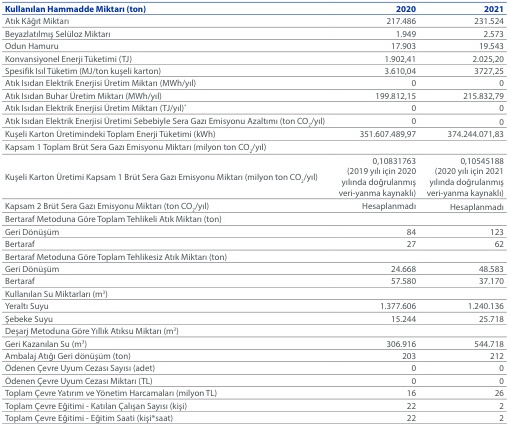 Kullanılan Hammadde Miktarı (ton) 2020 2021
Atık Kâğıt Miktarı 217.486 231.524
Beyazlatılmış Selüloz Miktarı 1.949 2.573
Odun Hamuru 17.903 19.543
Konvansiyonel Enerji Tüketimi (TJ) 1.902,41 2.025,20
Spesifik Isıl Tüketim (MJ/ton kuşeli karton) 3.610,04 3727,25
Atık Isıdan Elektrik Enerjisi Üretim Miktarı (MWh/yıl) 0 0
Atık Isıdan Buhar Üretim Miktarı (MWh/yıl) 199.812,15 215.832,79
Atık Isıdan Elektrik Enerjisi Üretim Miktarı (TJ/yıl)* 0 0
Atık Isıdan Elektrik Enerjisi Üretimi Sebebiyle Sera Gazı Emisyonu Azaltımı (ton CO₂/yıl) 0 0
Kuşeli Karton Üretimindeki Toplam Enerji Tüketimi (kWh) 351.607.489,97 374.244.071,83
Kapsam 1 Toplam Brüt Sera Gazı Emisyonu Miktarı (milyon ton CO₂/yıl)
Kuşeli Karton Üretimi Kapsam 1 Brüt Sera Gazı Emisyonu Miktarı (milyon ton CO₂/yıl)
0,10831763
(2019 yılı için 2020
yılında doğrulanmış
veri-yanma kaynaklı)
0,10545188
(2020 yılı için 2021
yılında doğrulanmış
veri-yanma kaynaklı)
Kapsam 2 Brüt Sera Gazı Emisyonu Miktarı (ton CO₂/yıl) Hesaplanmadı Hesaplanmadı
Bertaraf Metoduna Göre Toplam Tehlikeli Atık Miktarı (ton)
Geri Dönüşüm 84 123
Bertaraf 27 62
Bertaraf Metoduna Göre Toplam Tehlikesiz Atık Miktarı (ton)
Geri Dönüşüm 24.668 48.583
Bertaraf 57.580 37.170
Kullanılan Su Miktarları (m³)
Yeraltı Suyu 1.377.606 1.240.136
Şebeke Suyu 15.244 25.718
Deşarj Metoduna Göre Yıllık Atıksu Miktarı (m³)
Geri Kazanılan Su (m³) 306.916 544.718
Ambalaj Atığı Geri dönüşüm (ton) 203 212
Ödenen Çevre Uyum Cezası Sayısı (adet) 0 0
Ödenen Çevre Uyum Cezası Miktarı (TL) 0 0
Toplam Çevre Yatırım ve Yönetim Harcamaları (milyon TL) 16 26
Toplam Çevre Eğitimi - Katılan Çalışan Sayısı (kişi) 22 2
Toplam Çevre Eğitimi - Eğitim Saati (kişi*saat) 22 2